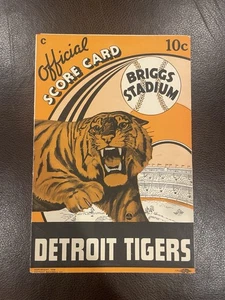 C
10c
Official
SCORE CARD
BRIGGS
STADIUM
DETROIT TIGERS